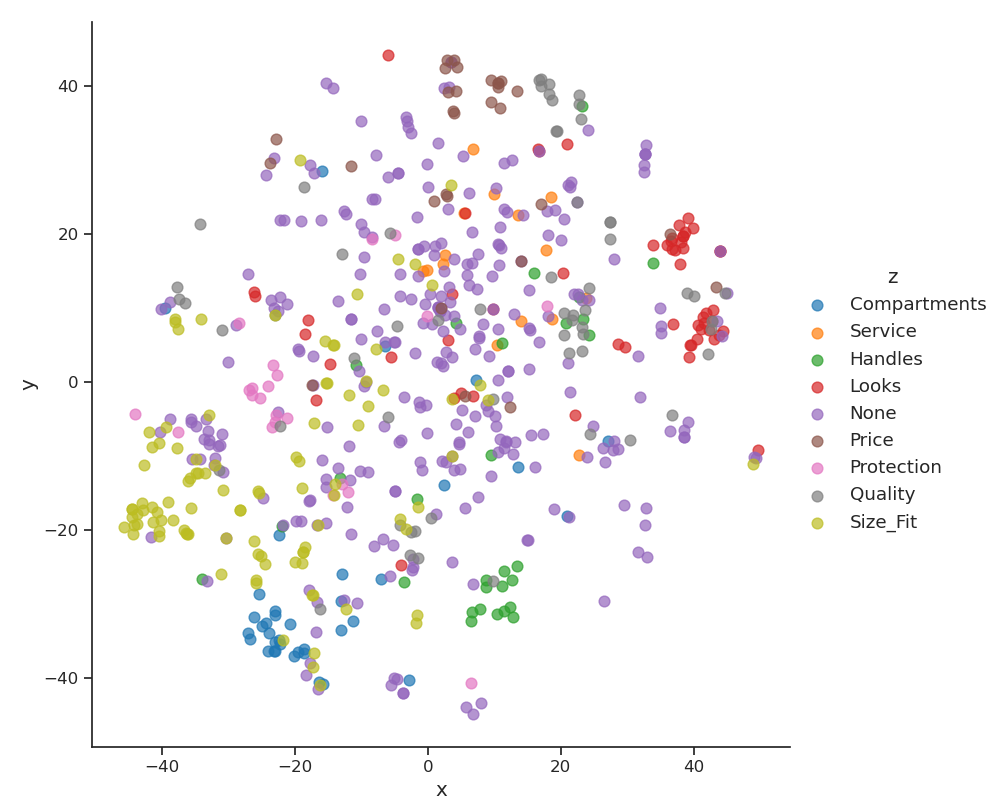 40
20
0
−20
−40
y
−40
−20
0
20
40
x
z
Compartments
Service
Handles
Looks
None
Price
Protection
Quality
Size_Fit